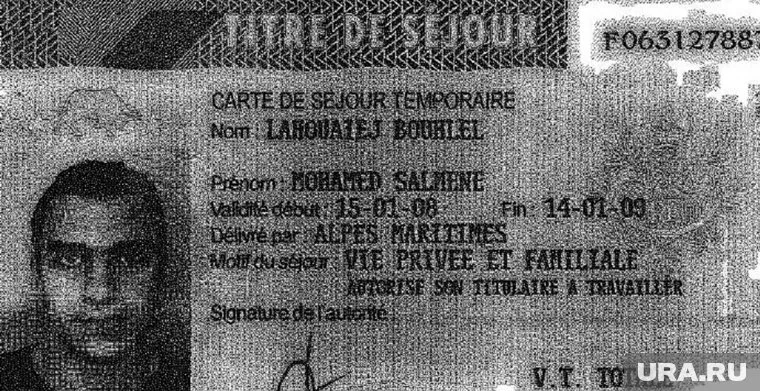 TITRE DE SÉJOUR
F063127887
CARTE DE SEJOUR TEMPORAIRE
Nom : LAHOUAIEJ BOUHLEL
Prénom : MOHAMED SALMENE
Validité début : 15-01-08 Fin : 14-01-09
Délivré par : ALPES MARITIMES
Motif du séjour : VIE PRIVEE ET FAMILIALE
AUTORISE SON TITULAIRE A TRAVAILLER
Signature de l'autorité :
V.T.
URA.RU